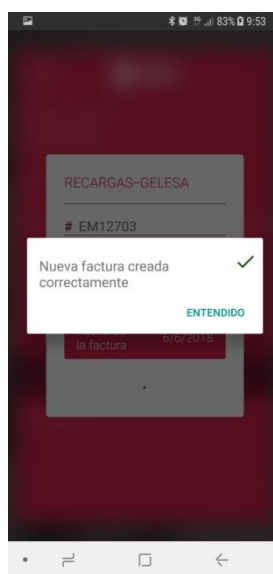 83% 9:53
RECARGAS-GELESA
# EM12703
Nueva factura creada
correctamente
ENTENDIDO
la factura 6/6/2018